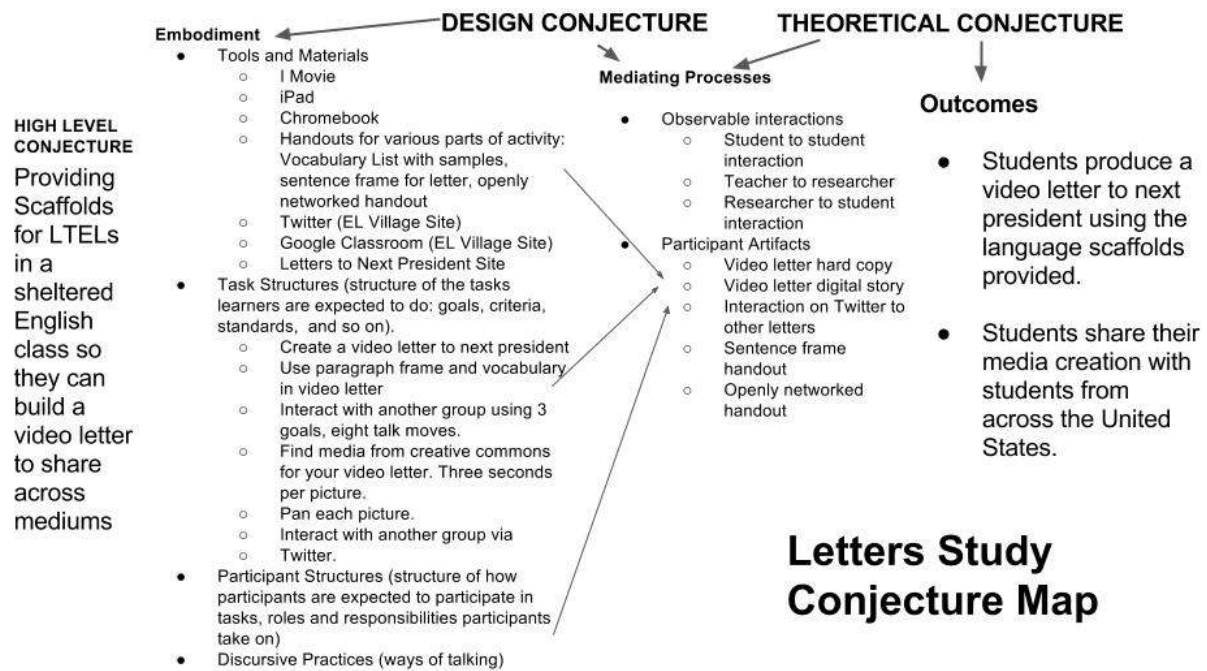 DESIGN CONJECTURE
THEORETICAL CONJECTURE
HIGH LEVEL
CONJECTURE
Providing
Scaffolds
for LTELs
in a
sheltered
English
class so
they can
build a
video letter
to share
across
mediums
Embodiment
● Tools and Materials
○ I Movie
○ iPad
○ Chromebook
○ Handouts for various parts of activity:
Vocabulary List with samples,
sentence frame for letter, openly
networked handout
○ Twitter (EL Village Site)
○ Google Classroom (EL Village Site)
○ Letters to Next President Site
● Task Structures (structure of the tasks
learners are expected to do: goals, criteria,
standards, and so on).
○ Create a video letter to next president
○ Use paragraph frame and vocabulary
in video letter
○ Interact with another group using 3
goals, eight talk moves.
○ Find media from creative commons
for your video letter. Three seconds
per picture.
○ Pan each picture.
○ Interact with another group via
○ Twitter.
● Participant Structures (structure of how
participants are expected to participate in
tasks, roles and responsibilities participants
take on)
● Discursive Practices (ways of talking)
Mediating Processes
● Observable interactions
○ Student to student
interaction
○ Teacher to researcher
○ Researcher to student
interaction
● Participant Artifacts
○ Video letter hard copy
○ Video letter digital story
○ Interaction on Twitter to
other letters
○ Sentence frame
handout
○ Openly networked
handout
Outcomes
● Students produce a
video letter to next
president using the
language scaffolds
provided.
● Students share their
media creation with
students from
across the United
States.
Letters Study
Conjecture Map